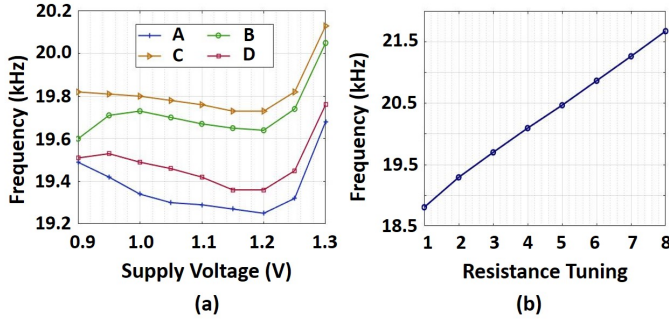 20.2
20.0
19.8
19.6
19.4
19.2
Frequency (kHz)
A B
C D
0.9 1.0 1.1 1.2 1.3
Supply Voltage (V)
(a)
21.5
20.5
19.5
18.5
Frequency (kHz)
1 2 3 4 5 6 7 8
Resistance Tuning
(b)